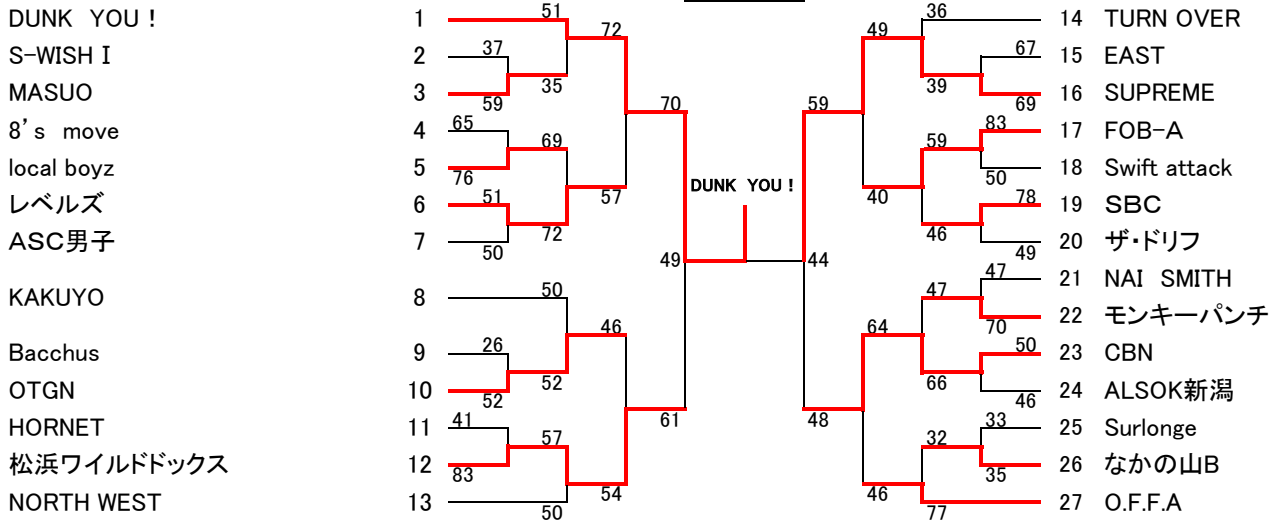 DUNK YOU！ 1 51 36 14 TURN OVER
72 49
S-WISH I 2 37 67 15 EAST
MASUO 3 59 35 39 69 16 SUPREME
70 59
8’s move 4 65 83 17 FOB-A
69 59
local boyz 5 76 50 18 Swift attack
DUNK YOU！
レベルズ 6 51 57 40 78 19 SBC
ASC男子 7 50 72 46 49 20 ザ・ドリフ
49 44
47 21 NAI SMITH
KAKUYO 8 50 47
70 22 モンキーパンチ
46 64
Bacchus 9 26 50 23 CBN
OTGN 10 52 52 66 46 24 ALSOK新潟
61 48
HORNET 11 41 33 25 Surlonge
57 32
松浜ワイルドドックス 12 83 35 26 なかの山B
54 46
NORTH WEST 13 50 77 27 O.F.F.A